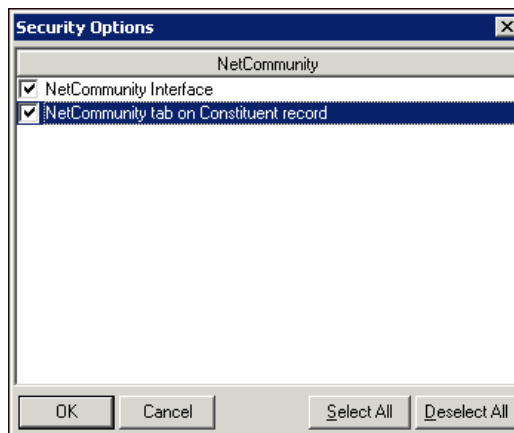 Security Options
NetCommunity
NetCommunity Interface
NetCommunity tab on Constituent record
OK Cancel Select All Deselect All